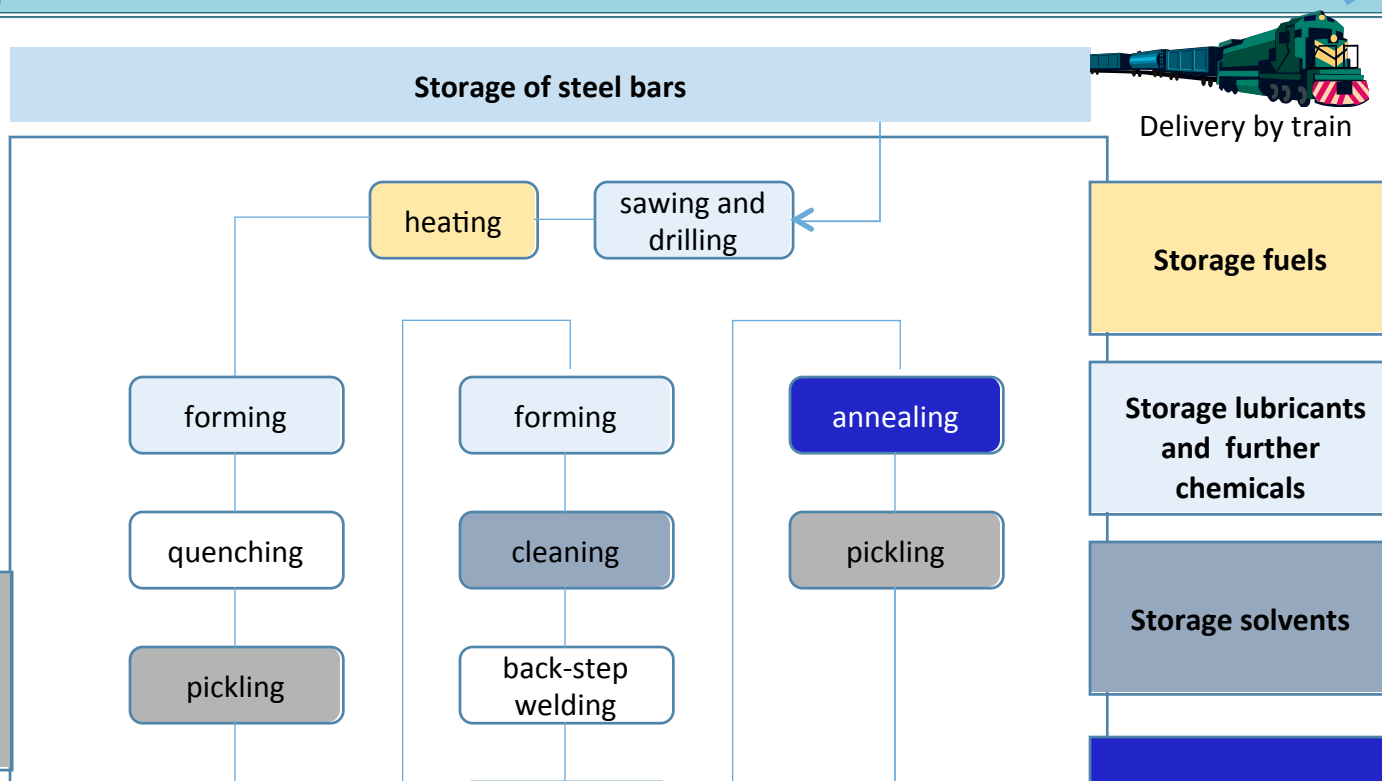 Storage of steel bars
Delivery by train
heating
sawing and
drilling
Storage fuels
forming
forming
annealing
Storage lubricants
and further
chemicals
quenching
cleaning
pickling
Storage solvents
pickling
back-step
welding